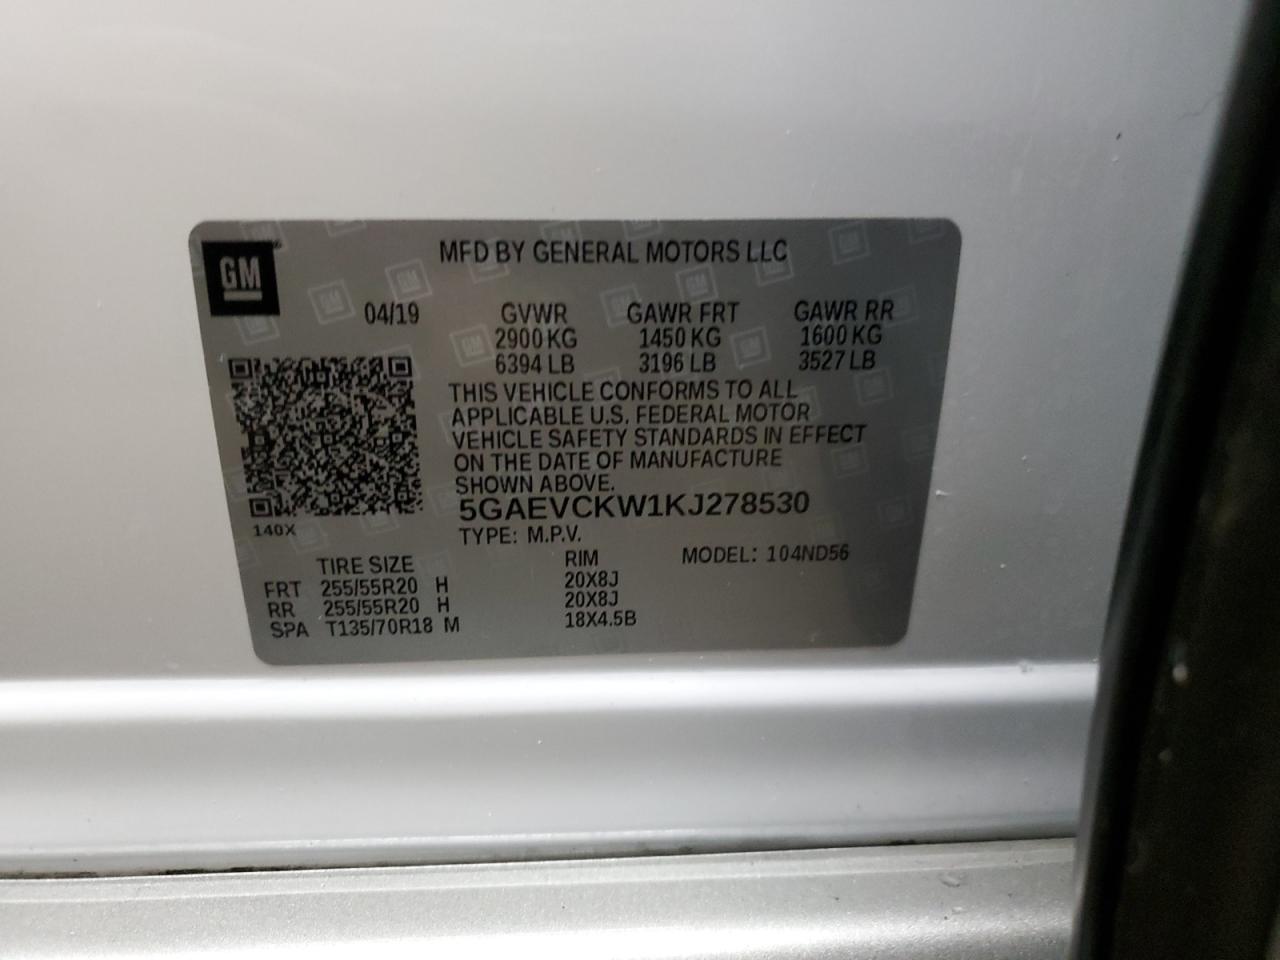 GM
MFD BY GENERAL MOTORS LLC
04/19 GVWR GAWR FRT GAWR RR
2900 KG 1450 KG 1600 KG
6394 LB 3196 LB 3527 LB
THIS VEHICLE CONFORMS TO ALL
APPLICABLE U.S. FEDERAL MOTOR
VEHICLE SAFETY STANDARDS IN EFFECT
ON THE DATE OF MANUFACTURE
SHOWN ABOVE.
5GAEVCKW1KJ278530
140X
TYPE: M.P.V.
TIRE SIZE RIM MODEL: 104ND56
FRT 255/55R20 H 20X8J
RR 255/55R20 H 20X8J
SPA T135/70R18 M 18X4.5B